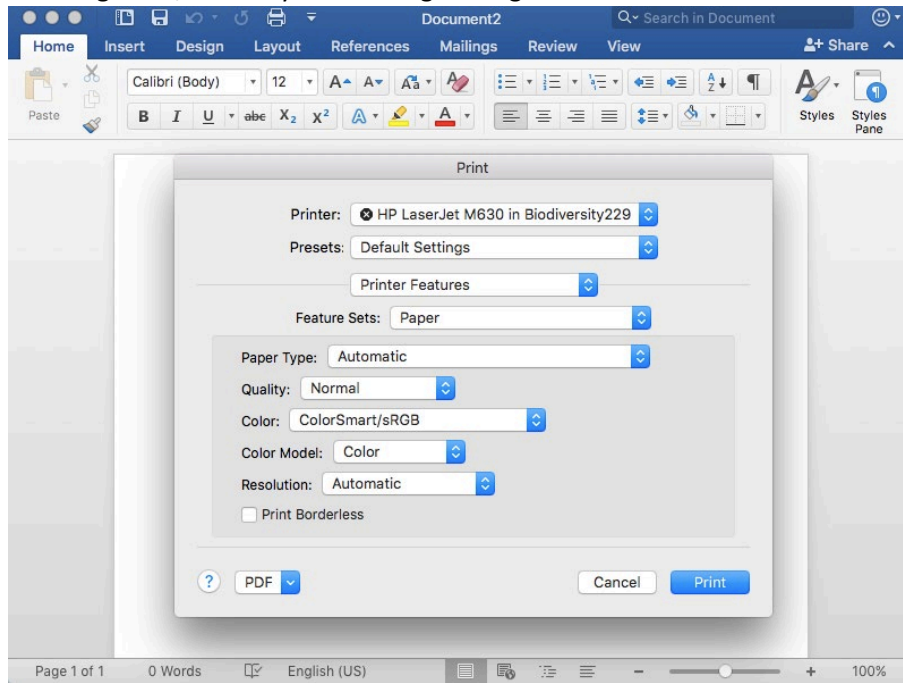 Document2
Search in Document
Home Insert Design Layout References Mailings Review View Share
Calibri (Body) 12
Paste
Styles
Styles Pane
Print
Printer: HP LaserJet M630 in Biodiversity229
Presets: Default Settings
Printer Features
Feature Sets: Paper
Paper Type: Automatic
Quality: Normal
Color: ColorSmart/sRGB
Color Model: Color
Resolution: Automatic
Print Borderless
? PDF Cancel Print
Page 1 of 1 0 Words English (US) 100%